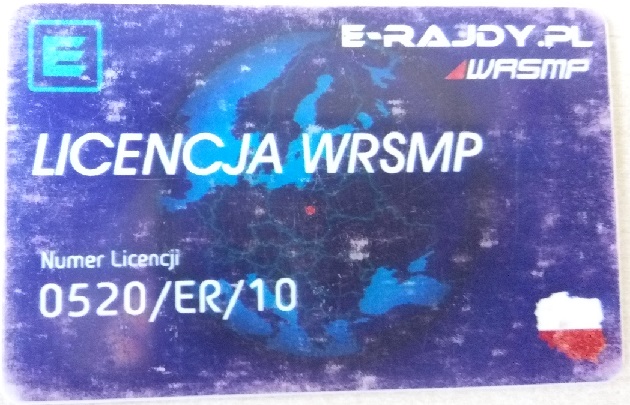 E
E-RAJDY.PL
WRSMP
LICENCJA WRSMP
Numer Licencji
0520/ER/10